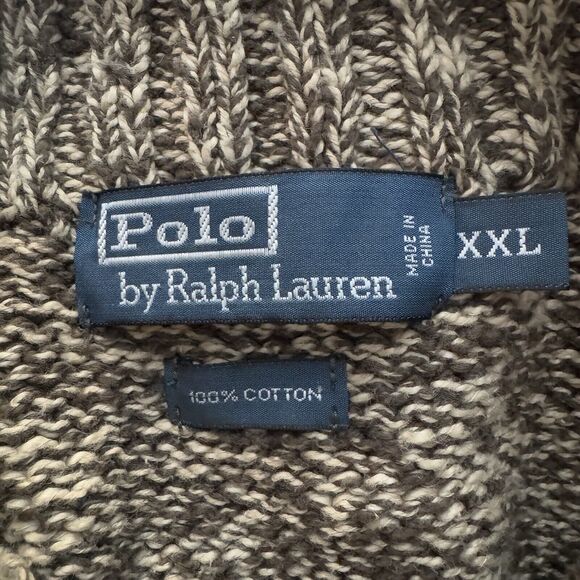 Polo
by Ralph Lauren
MADE IN
CHINA
XXL
100% COTTON